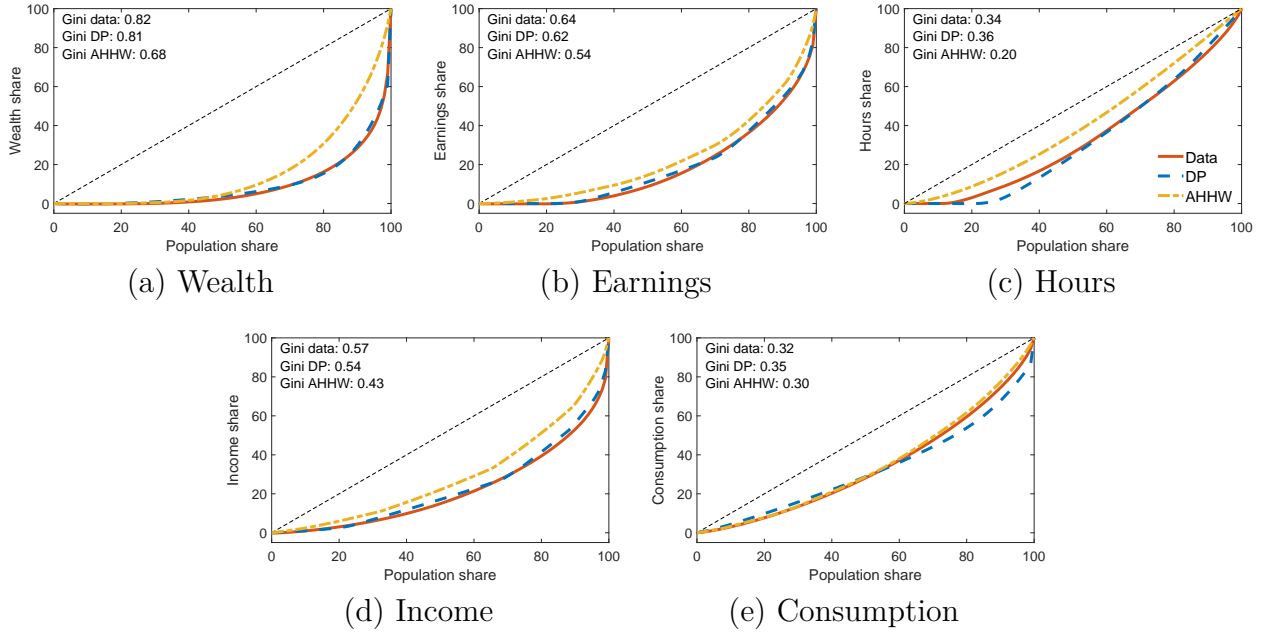 Gini data: 0.82
Gini DP: 0.81
Gini AHHW: 0.68
Wealth share
100
80
60
40
20
0
0 20 40 60 80 100
Population share
(a) Wealth
Gini data: 0.64
Gini DP: 0.62
Gini AHHW: 0.54
Earnings share
100
80
60
40
20
0
0 20 40 60 80 100
Population share
(b) Earnings
Gini data: 0.34
Gini DP: 0.36
Gini AHHW: 0.20
Hours share
100
80
60
40
20
0
Data
DP
AHHW
0 20 40 60 80 100
Population share
(c) Hours
Gini data: 0.57
Gini DP: 0.54
Gini AHHW: 0.43
Income share
100
80
60
40
20
0
0 20 40 60 80 100
Population share
(d) Income
Gini data: 0.32
Gini DP: 0.35
Gini AHHW: 0.30
Consumption share
100
80
60
40
20
0
0 20 40 60 80 100
Population share
(e) Consumption